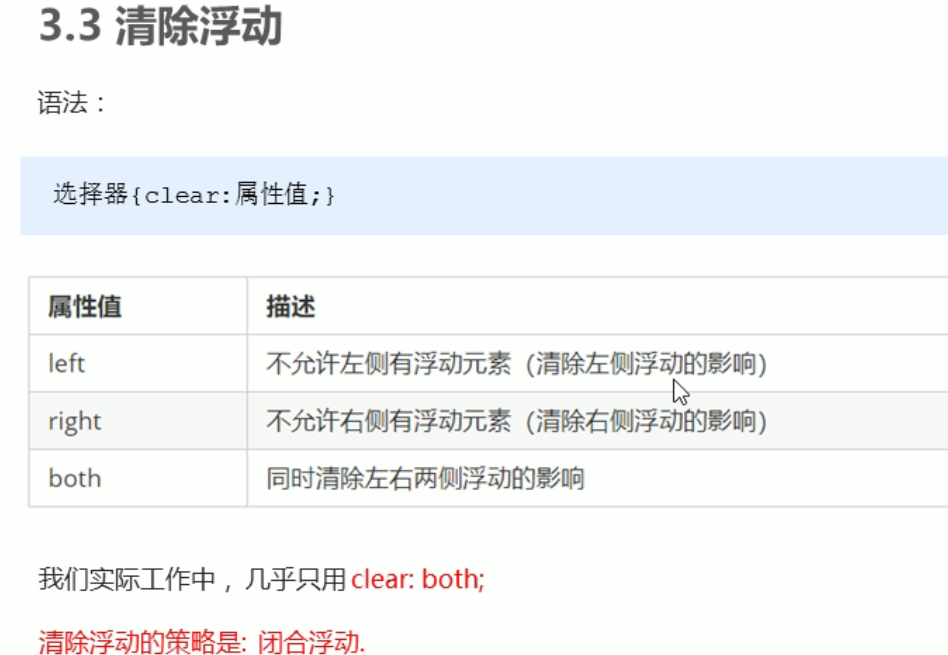 3.3 清除浮动
语法：
选择器{clear:属性值;}
属性值 描述
left 不允许左侧有浮动元素（清除左侧浮动的影响）
right 不允许右侧有浮动元素（清除右侧浮动的影响）
both 同时清除左右两侧浮动的影响
我们实际工作中，几乎只用 clear: both;
清除浮动的策略是: 闭合浮动.